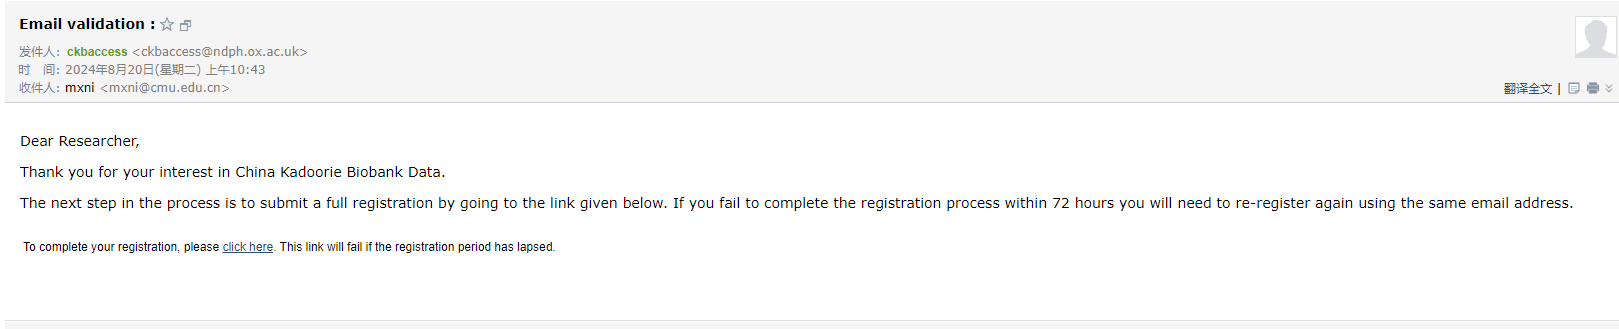 Email validation :
发件人：ckbaccess <ckbaccess@ndph.ox.ac.uk>
时　间：2024年8月20日(星期二) 上午10:43
收件人：mxni <mxni@cmu.edu.cn>
翻译全文 |
Dear Researcher,
Thank you for your interest in China Kadoorie Biobank Data.
The next step in the process is to submit a full registration by going to the link given below. If you fail to complete the registration process within 72 hours you will need to re-register again using the same email address.
To complete your registration, please click here. This link will fail if the registration period has lapsed.